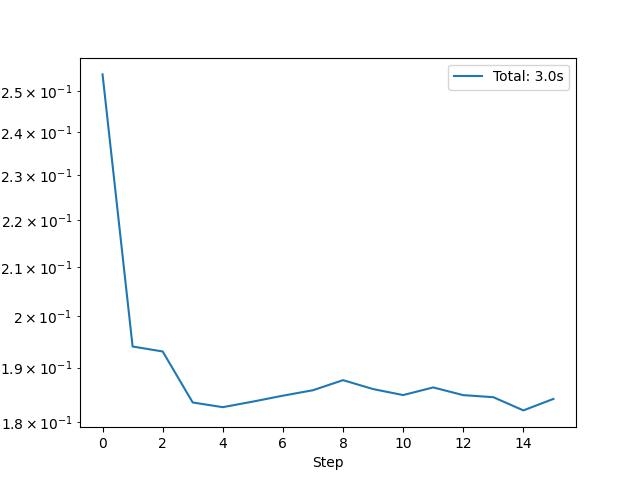 Total: 3.0s
2.5 × 10⁻¹
2.4 × 10⁻¹
2.3 × 10⁻¹
2.2 × 10⁻¹
2.1 × 10⁻¹
2 × 10⁻¹
1.9 × 10⁻¹
1.8 × 10⁻¹
0 2 4 6 8 10 12 14
Step